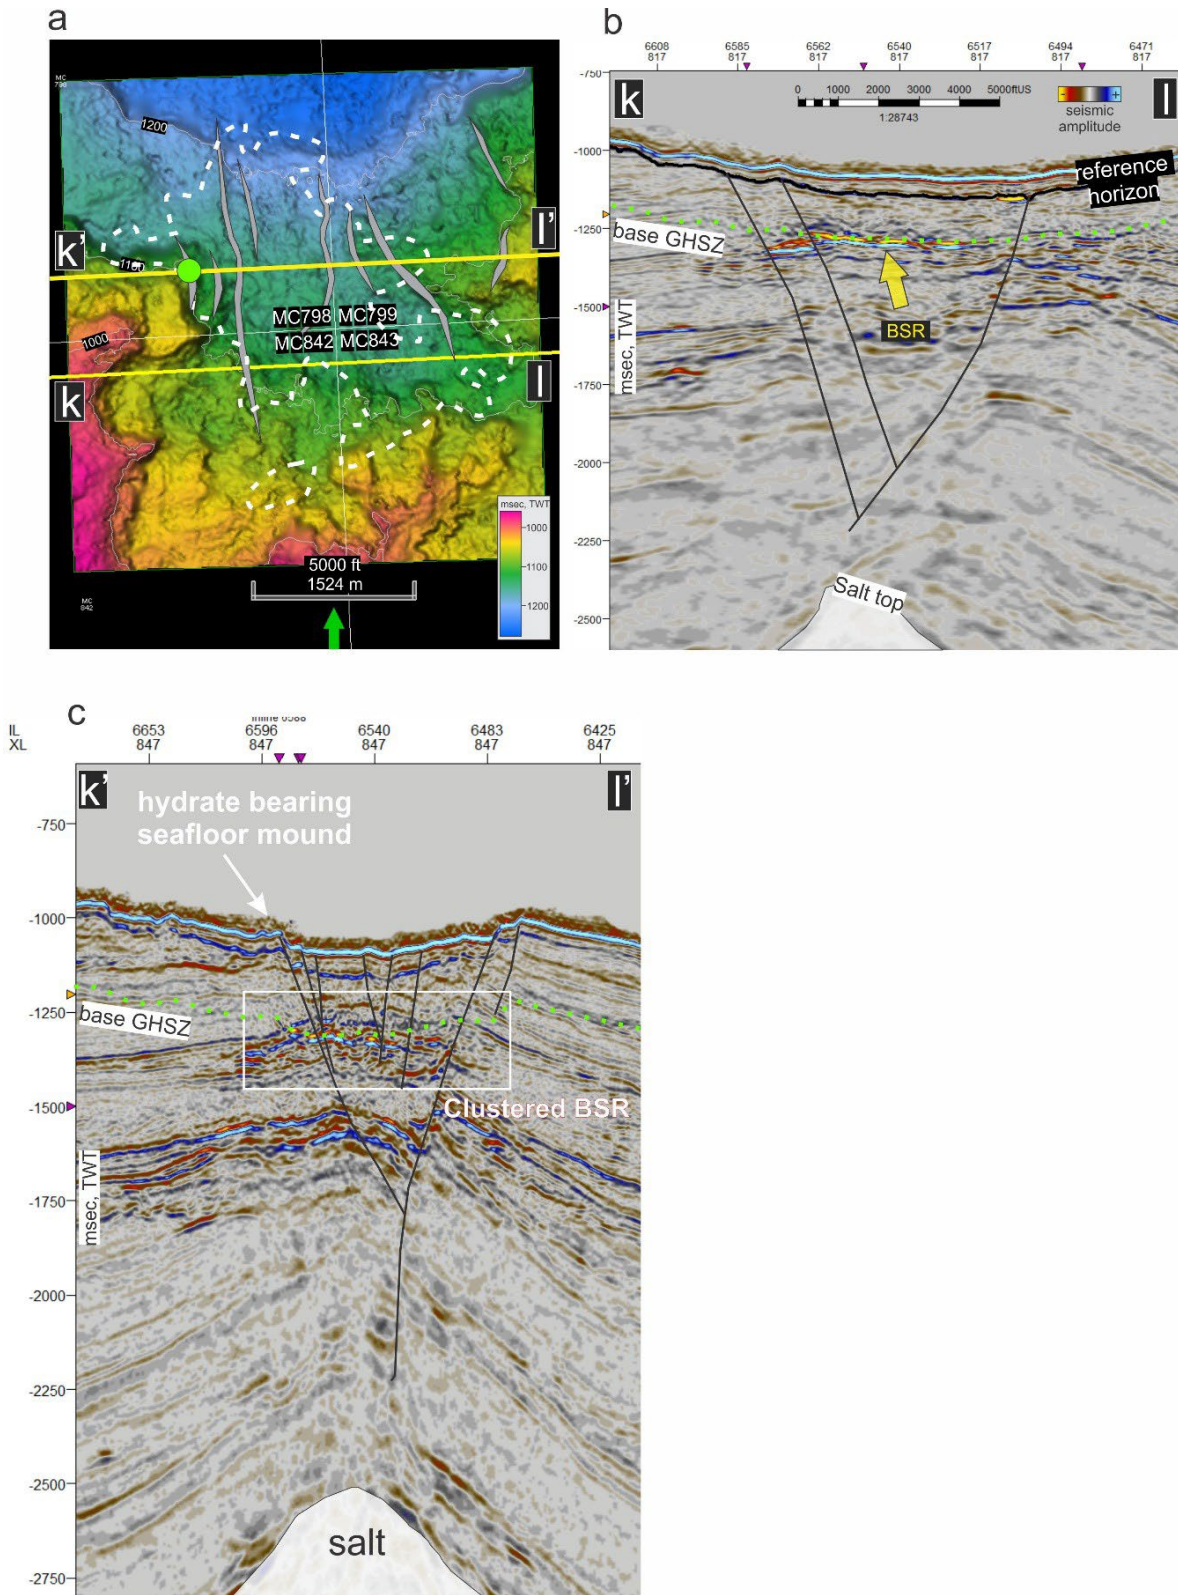 a
MC
798
1200
k'
l'
1100
MC798
MC799
1000
MC842
MC843
k
l
msec, TWT
1000
1100
1200
5000 ft
1524 m
MC
842
b
6608 6585 6562 6540 6517 6494 6471
817 817 817 817 817 817 817
-750
k
l
0 1000 2000 3000 4000 5000ftUS
1:28743
- +
seismic
amplitude
-1000
reference
horizon
-1250
base GHSZ
BSR
-1500
msec, TWT
-1750
-2000
-2250
Salt top
-2500
c
Inline 6588
IL 6653 6596 6540 6483 6425
XL 847 847 847 847 847
k'
l'
hydrate bearing
seafloor mound
-750
-1000
-1250
base GHSZ
Clustered BSR
-1500
msec, TWT
-1750
-2000
-2250
-2500
salt
-2750